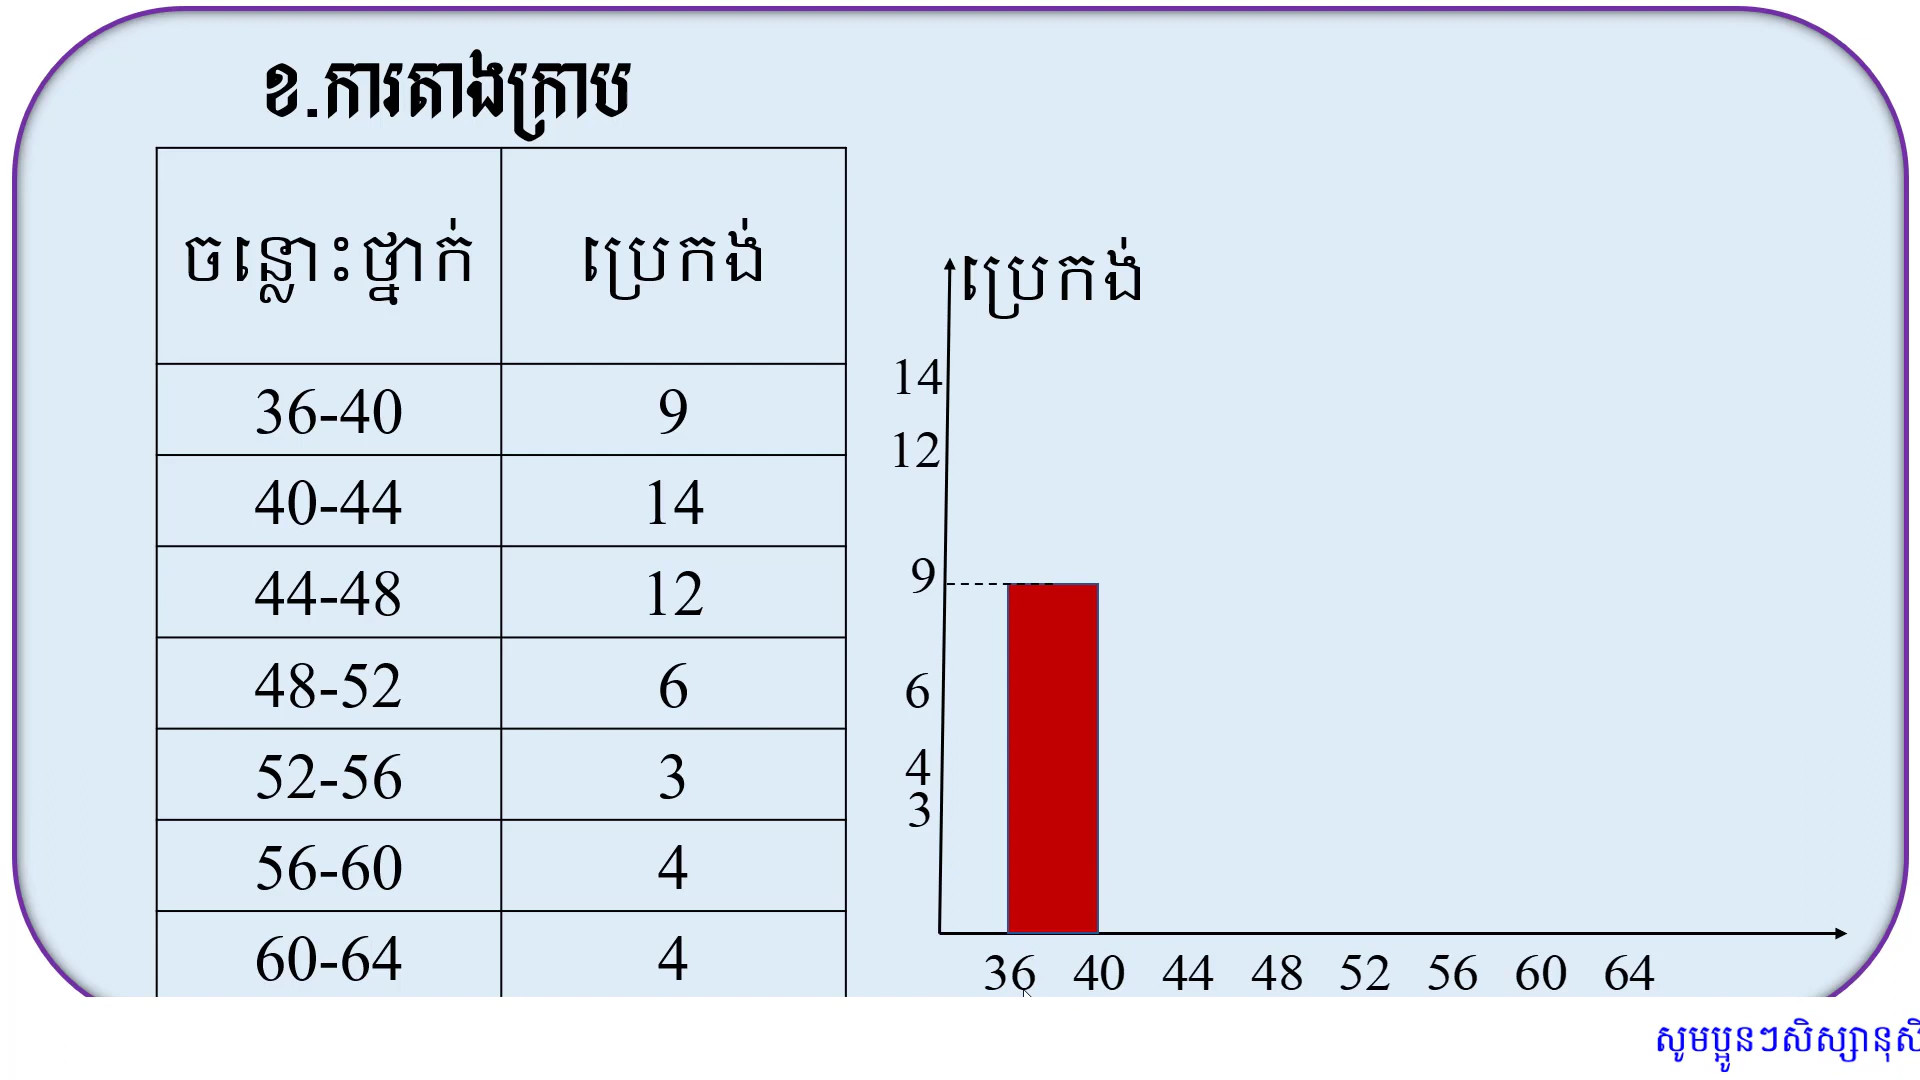 ខ.ការតាងក្រាប
ចន្លោះថ្នាក់ ប្រេកង់
36-40 9
40-44 14
44-48 12
48-52 6
52-56 3
56-60 4
60-64 4
ប្រេកង់
14
12
9
6
4
3
36 40 44 48 52 56 60 64
សូមប្អូនៗសិស្សានុសិ